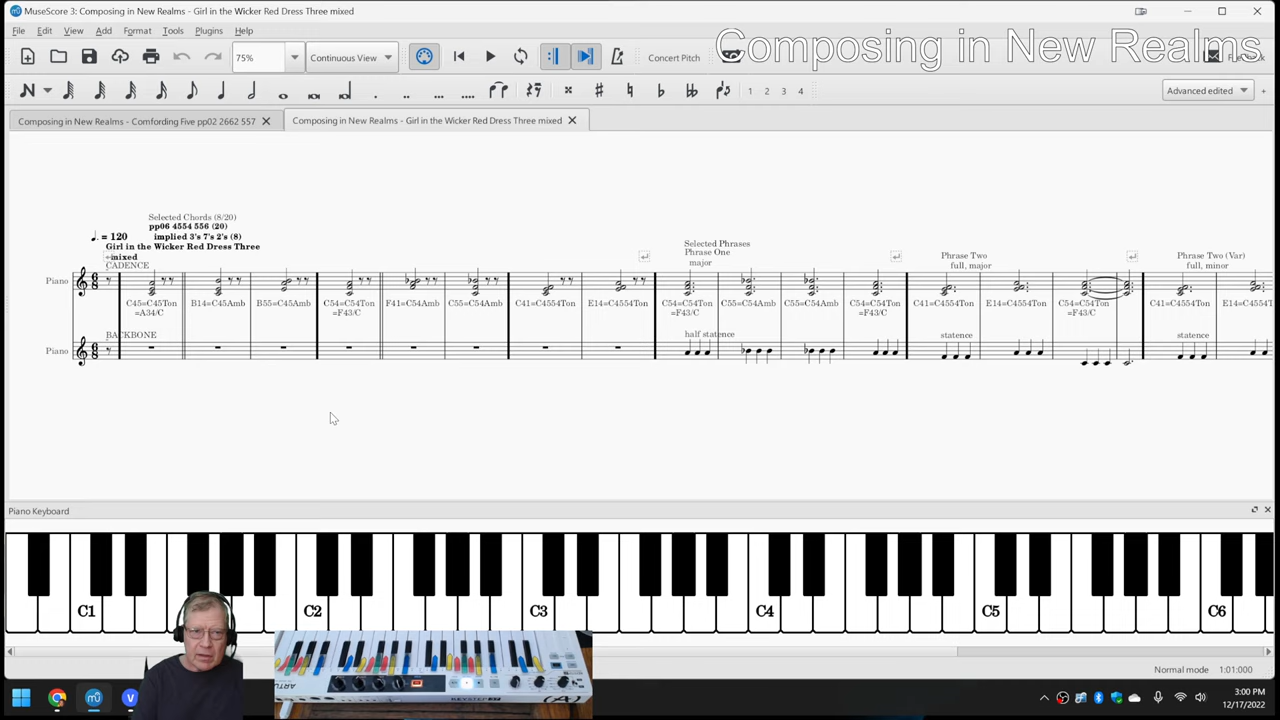 MuseScore 3: Composing in New Realms - Girl in the Wicker Red Dress Three mixed
File Edit View Add Format Tools Plugins Help
Composing in New Realms
75% Continuous View Concert Pitch
1 2 3 4 Advanced edited
Composing in New Realms - Comfording Five pp02 2662 557
Composing in New Realms - Girl in the Wicker Red Dress Three mixed
Selected Chords (8/20)
pp06 4554 556 (20)
= 120 implied 3's 7's 2's (8)
Girl in the Wicker Red Dress Three
mixed
CADENCE
Selected Phrases
Phrase One
major
Phrase Two
full, major
Phrase Two (Var)
full, minor
Piano
C45=C45Ton B14=C45Amb B55=C45Amb C54=C54Ton F41=C54Amb C55=C54Amb C41=C4554Ton E14=C4554Ton C54=C54Ton C55=C54Amb C55=C54Amb C54=C54Ton C41=C4554Ton E14=C4554Ton C54=C54Ton C41=C4554Ton E14=C4554T
=A34/C =F43/C =F43/C =F43/C =F43/C
BACKBONE half statence statence statence
Piano
Piano Keyboard
C1 C2 C3 C4 C5 C6
Normal mode 1:01:000
3:00 PM
12/17/2022